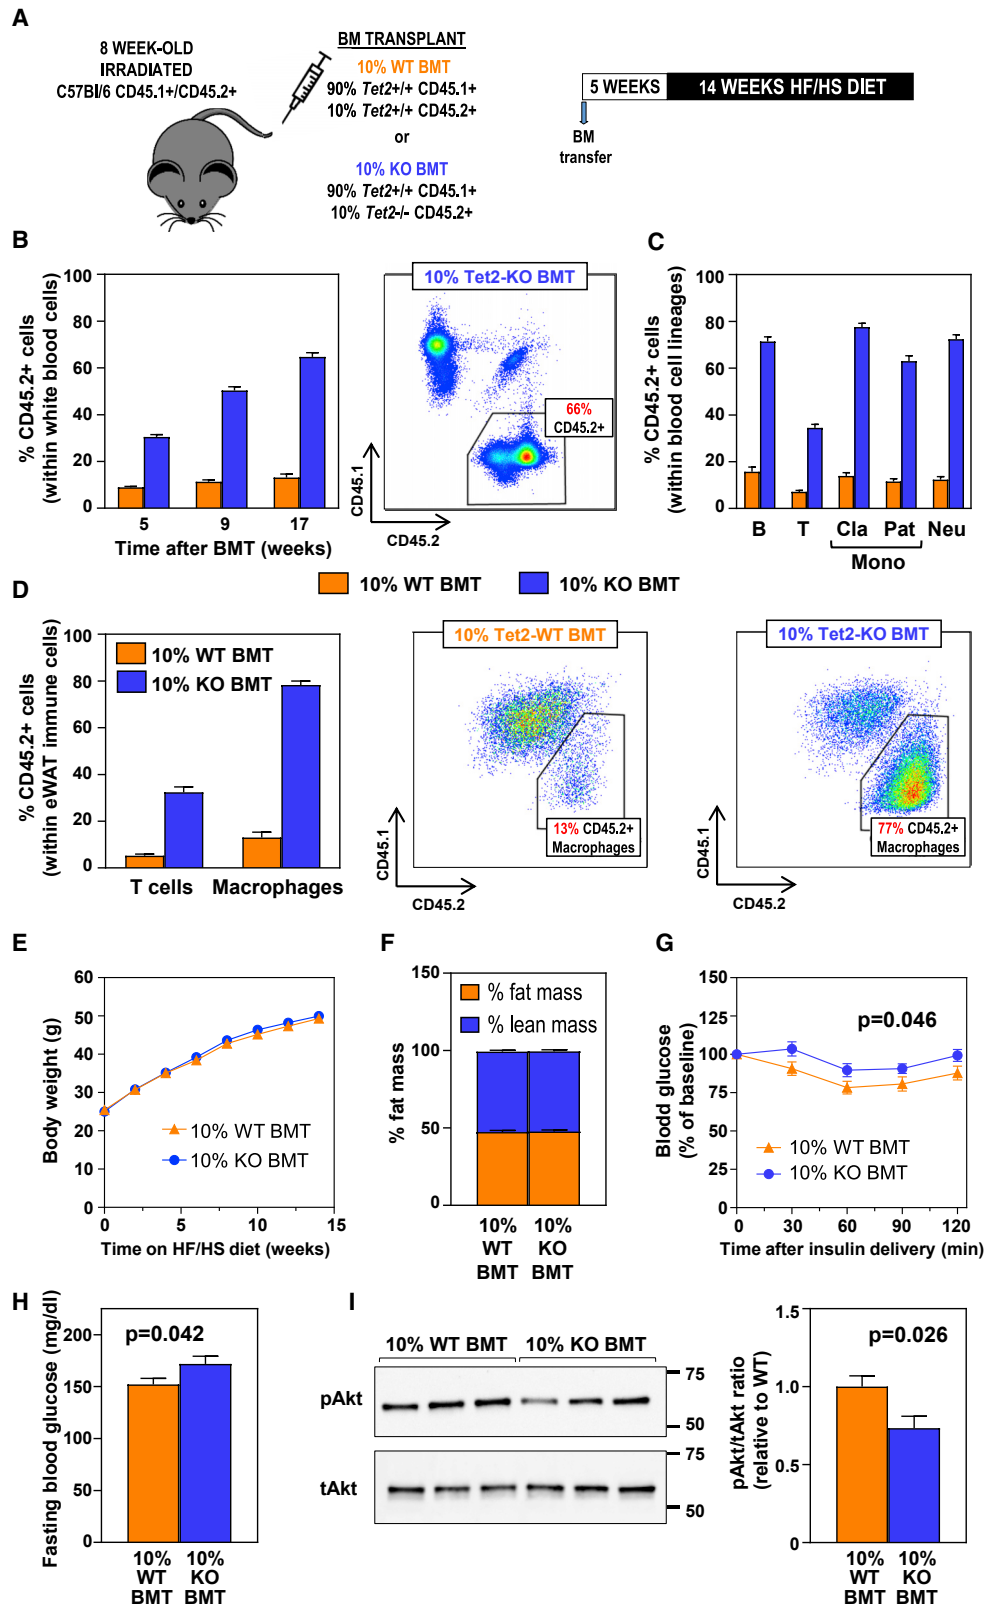 A
8 WEEK-OLD
IRRADIATED
C57Bl/6 CD45.1+/CD45.2+
BM TRANSPLANT
10% WT BMT
90% Tet2+/+ CD45.1+
10% Tet2+/+ CD45.2+
or
10% KO BMT
90% Tet2+/+ CD45.1+
10% Tet2-/- CD45.2+
5 WEEKS
14 WEEKS HF/HS DIET
BM
transfer
B
% CD45.2+ cells
(within white blood cells)
100
80
60
40
20
0
5
9
17
Time after BMT (weeks)
10% Tet2-KO BMT
66%
CD45.2+
CD45.1
CD45.2
C
% CD45.2+ cells
(within blood cell lineages)
100
80
60
40
20
0
B
T
Cla
Pat
Neu
Mono
10% WT BMT
10% KO BMT
D
% CD45.2+ cells
(within eWAT immune cells)
100
80
60
40
20
0
10% WT BMT
10% KO BMT
T cells
Macrophages
10% Tet2-WT BMT
13% CD45.2+
Macrophages
CD45.1
CD45.2
10% Tet2-KO BMT
77% CD45.2+
Macrophages
CD45.1
CD45.2
E
Body weight (g)
60
50
40
30
20
10
0
10% WT BMT
10% KO BMT
0
5
10
15
Time on HF/HS diet (weeks)
F
% fat mass
150
100
50
0
% fat mass
% lean mass
10%
WT
BMT
10%
KO
BMT
G
Blodd glucose
(% of baseline)
150
125
100
75
50
25
0
p=0.046
10% WT BMT
10% KO BMT
0
30
60
90
120
Time after insulin delivery (min)
H
Fasting blood glucose (mg/dl)
200
150
100
50
0
p=0.042
10%
WT
BMT
10%
KO
BMT
I
10% WT BMT
10% KO BMT
pAkt
75
50
tAkt
75
50
pAkt/tAkt ratio
(relative to WT)
1.5
1.0
0.5
0
p=0.026
10%
WT
BMT
10%
KO
BMT